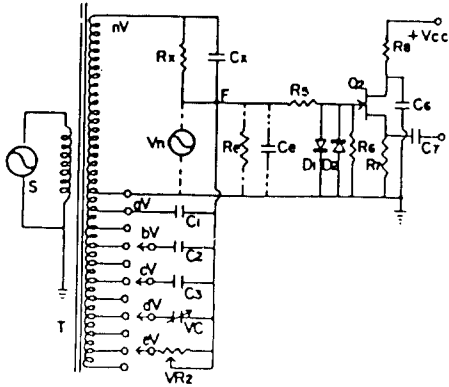 nV
Rx
Cx
R8
+Vcc
Q2
F
R5
C6
S
Vn
Re
Ce
D1
D2
R6
R7
C7
aV
C1
bV
C2
cV
C3
dV
VC
T
eV
VR2